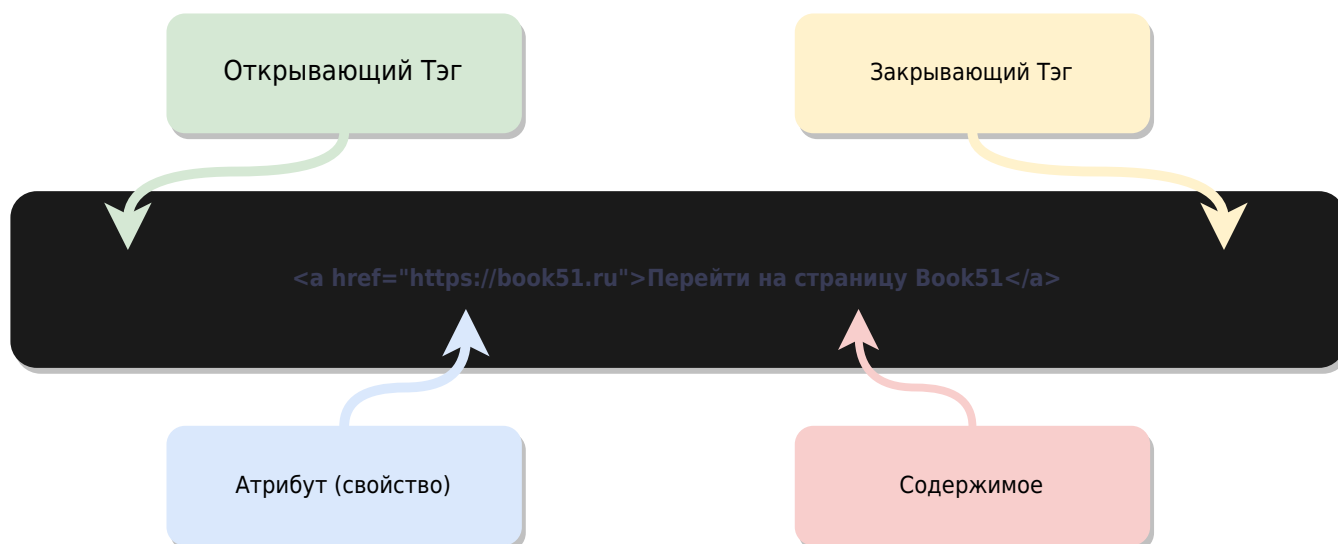 Открывающий Тэг
Закрывающий Тэг
<a href="https://book51.ru">Перейти на страницу Book51</a>
Атрибут (свойство)
Содержимое